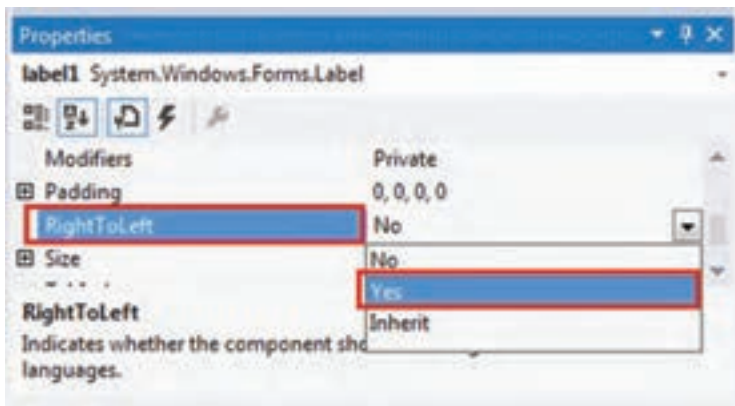 Properties
label1 System.Windows.Forms.Label
Modifiers Private
Padding 0, 0, 0, 0
RightToLeft No
Size No
Yes
Inherit
RightToLeft
Indicates whether the component
languages.